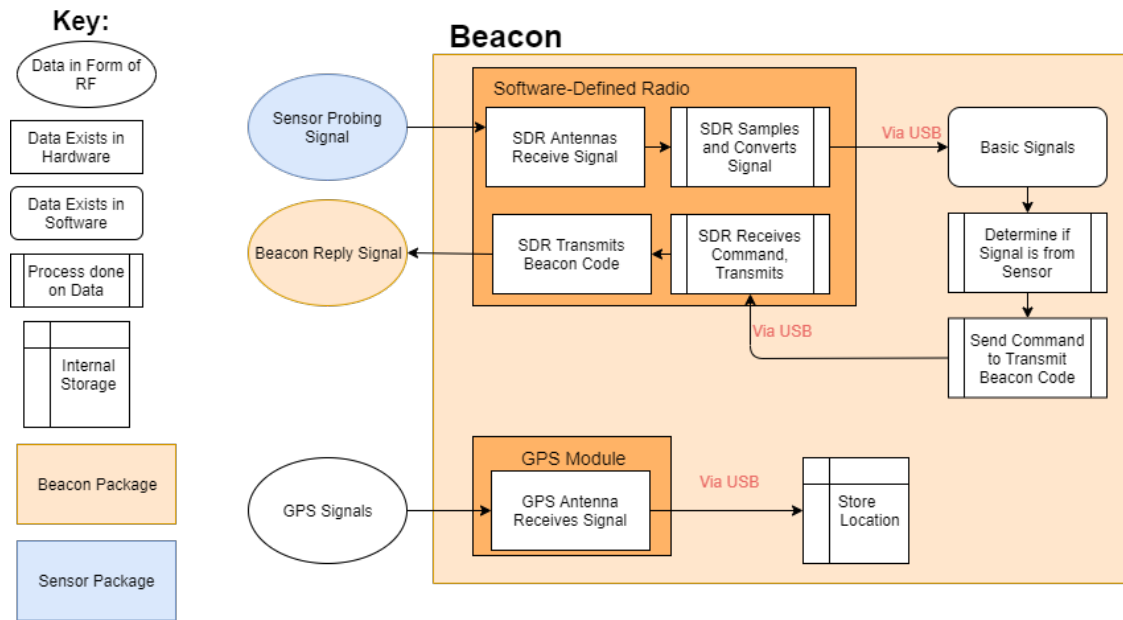 Key:
Data in Form of
RF
Data Exists in
Hardware
Data Exists in
Software
Process done
on Data
Internal
Storage
Beacon Package
Sensor Package
Beacon
Software-Defined Radio
Sensor Probing
Signal
SDR Antennas
Receive Signal
SDR Samples
and Converts
Signal
Via USB
Basic Signals
Beacon Reply Signal
SDR Transmits
Beacon Code
SDR Receives
Command,
Transmits
Determine if
Signal is from
Sensor
Via USB
Send Command
to Transmit
Beacon Code
GPS Module
GPS Signals
GPS Antenna
Receives Signal
Via USB
Store
Location